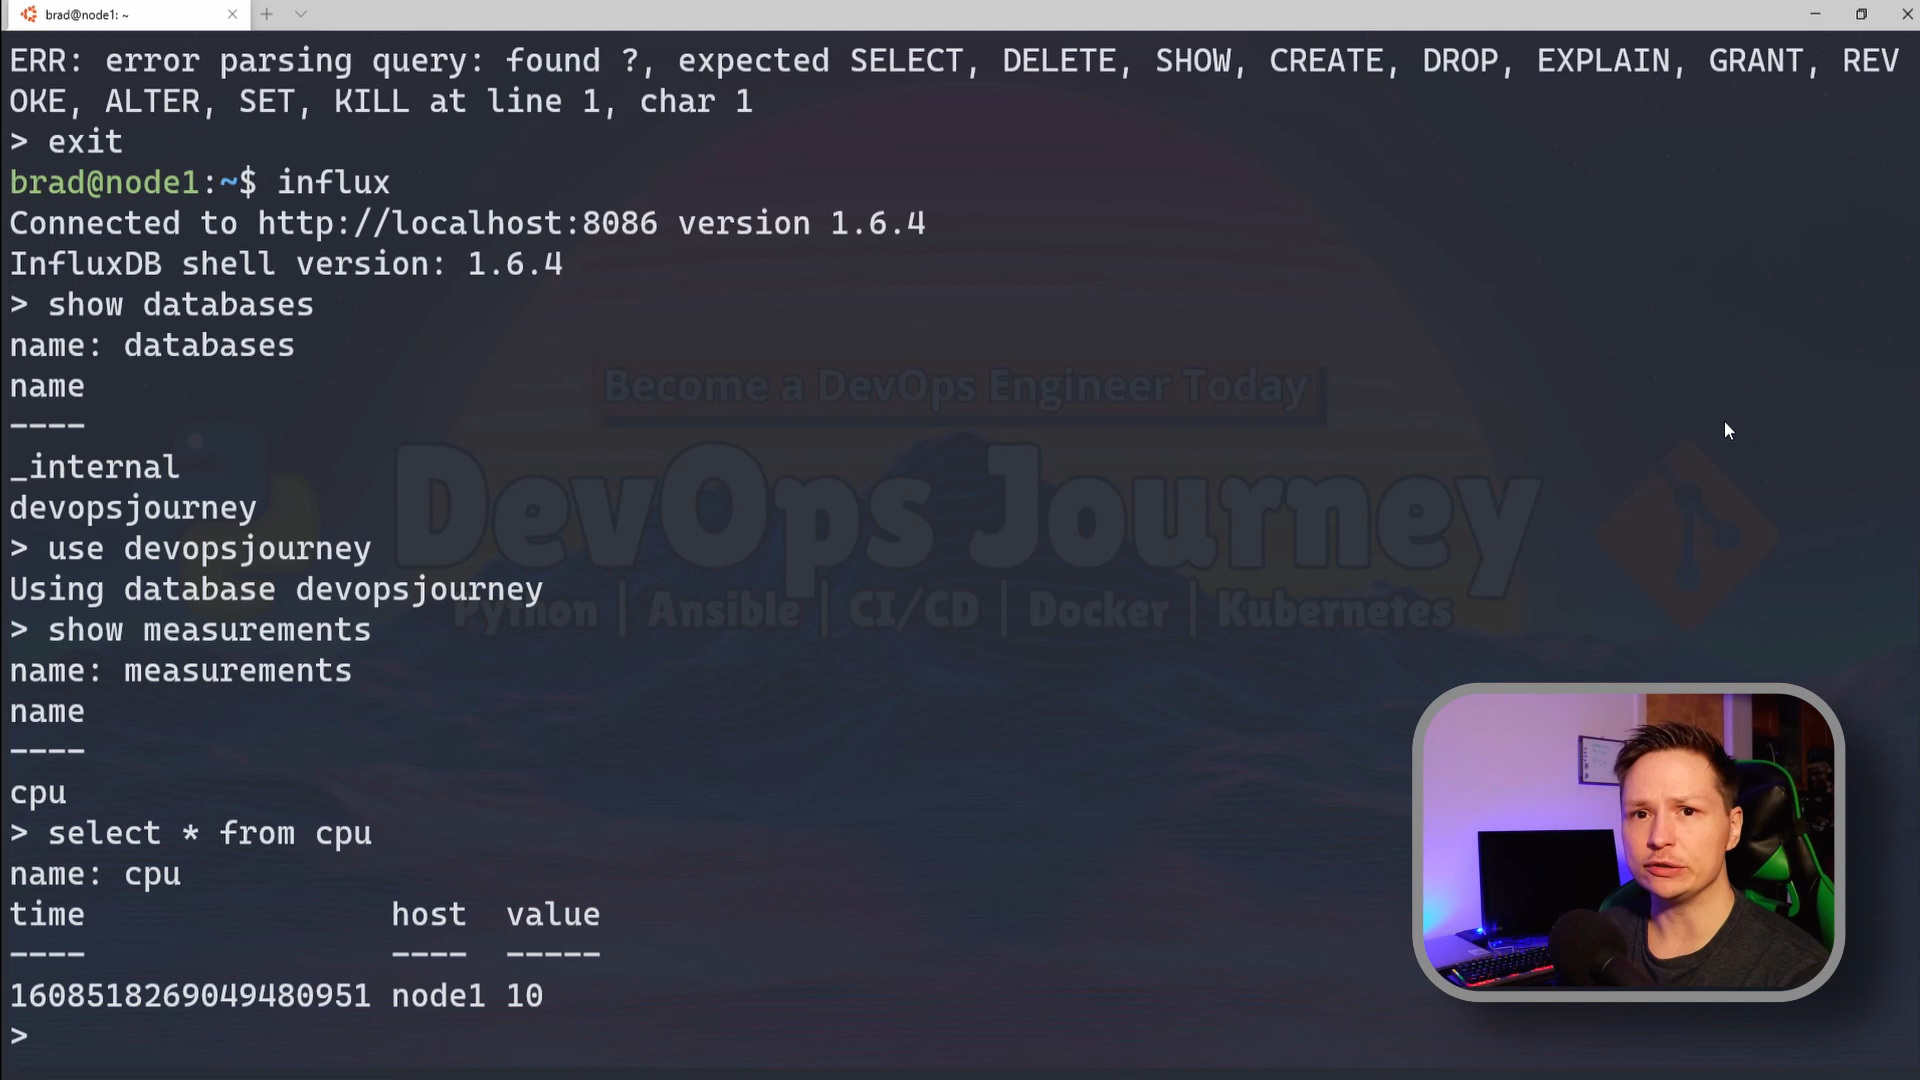 brad@node1: ~
ERR: error parsing query: found ?, expected SELECT, DELETE, SHOW, CREATE, DROP, EXPLAIN, GRANT, REV
OKE, ALTER, SET, KILL at line 1, char 1
> exit
brad@node1:~$ influx
Connected to http://localhost:8086 version 1.6.4
InfluxDB shell version: 1.6.4
> show databases
name: databases
name
----
_internal
devopsjourney
> use devopsjourney
Using database devopsjourney
> show measurements
name: measurements
name
----
cpu
> select * from cpu
name: cpu
time host value
---- ---- -----
1608518269049480951 node1 10
>
Become a DevOps Engineer Today
DevOps Journey
Python | Ansible | CI/CD | Docker | Kubernetes